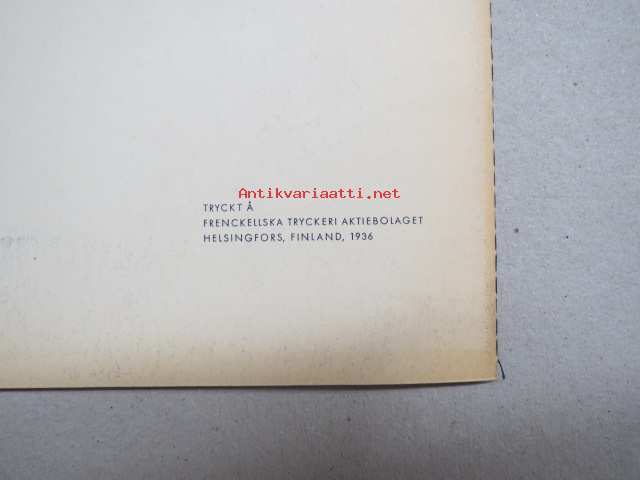 Antikvariaatti.net
TRYCKT Å
FRENCKELLSKA TRYCKERI AKTIEBOLAGET
HELSINGFORS, FINLAND, 1936